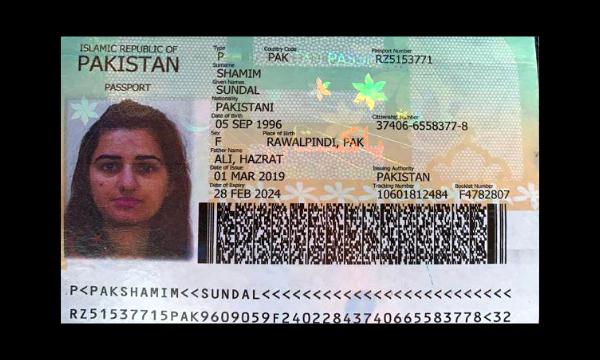 ISLAMIC REPUBLIC OF
PAKISTAN
PASSPORT
Type Country Code Passport Number
P PAK RZ5153771
Surname
SHAMIM
Given Names
SUNDAL
Nationality
PAKISTANI
Date of Birth Citizenship Number
05 SEP 1996 37406-6558377-8
Sex Place of Birth
F RAWALPINDI, PAK
Father Name
ALI, HAZRAT
Date of Issue Issuing Authority
01 MAR 2019 PAKISTAN
Date of Expiry Tracking Number Booklet Number
28 FEB 2024 10601812484 F4782807
P<PAKSHAMIM<<SUNDAL<<<<<<<<<<<<<<<<<<<<<<<<<
RZ51537715PAK9609059F24022843740665583778<32